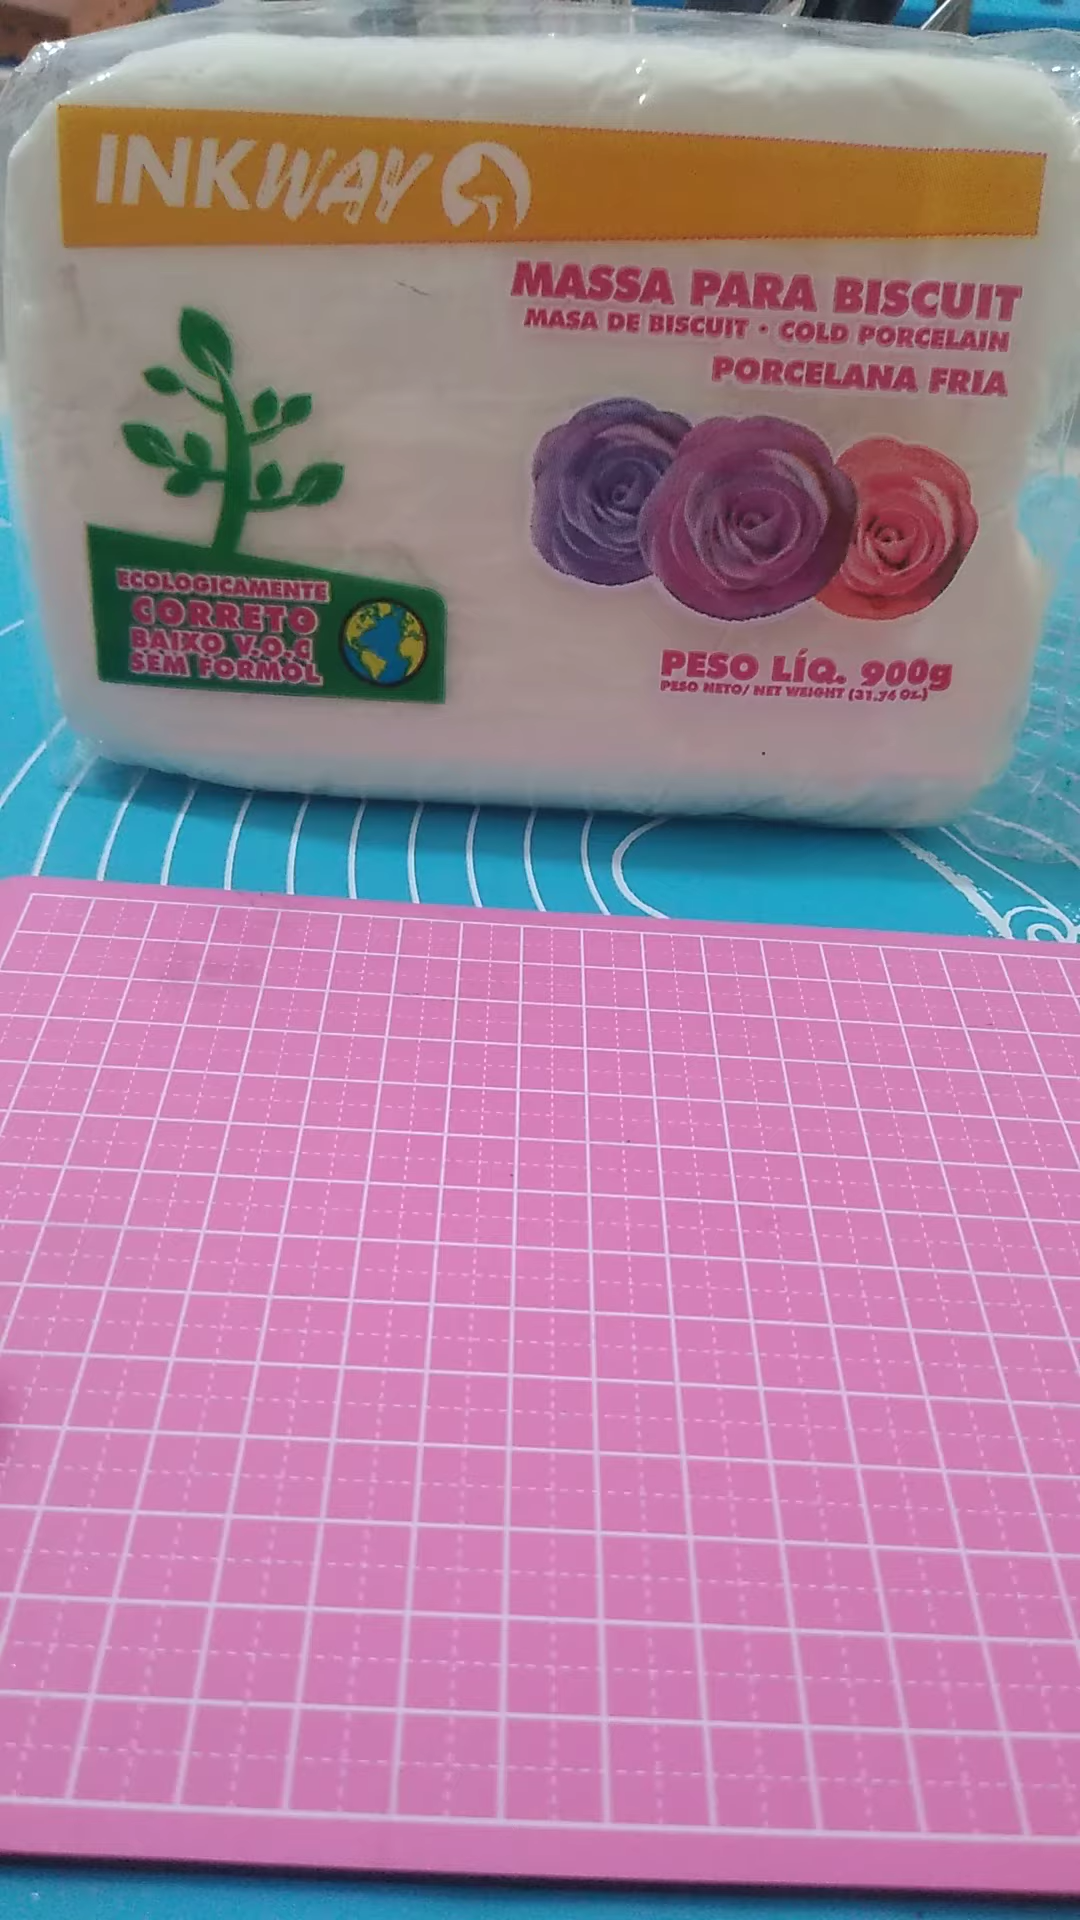 INKWAY
MASSA PARA BISCUIT
MASA DE BISCUIT • COLD PORCELAIN
PORCELANA FRIA
ECOLOGICAMENTE
CORRETO
BAIXO V.O.C
SEM FORMOL
PESO LÍQ. 900g
PESO NETO/ NET WEIGHT (31.74 OZ.)